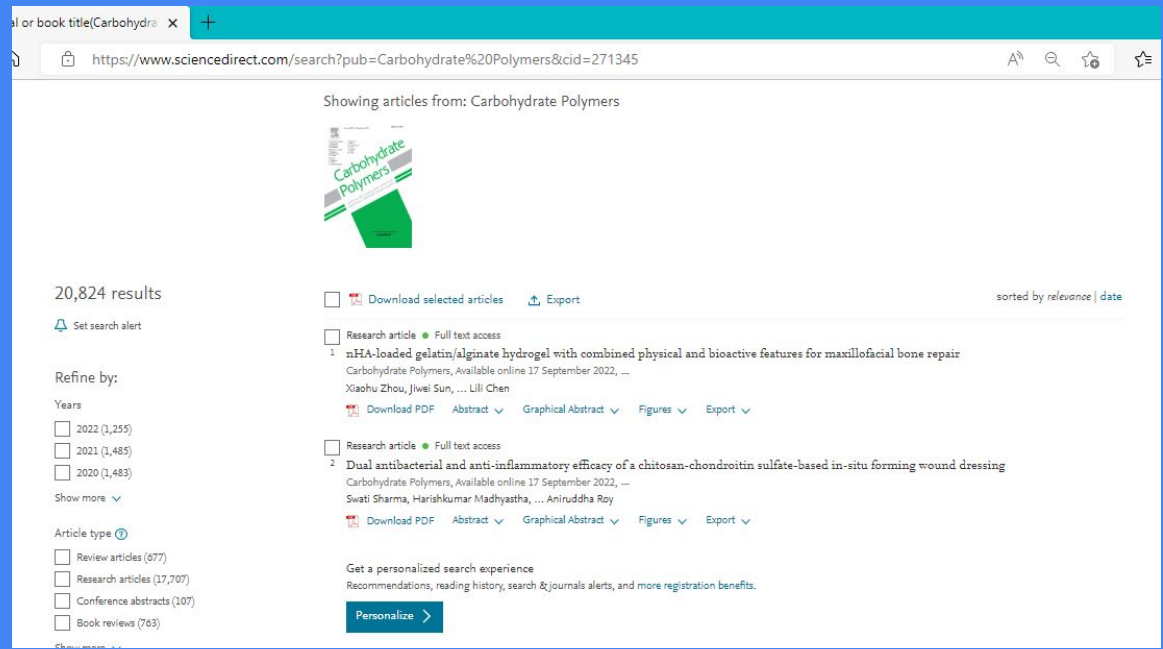 al or book title(Carbohydra
https://www.sciencedirect.com/search?pub=Carbohydrate%20Polymers&cid=271345
Showing articles from: Carbohydrate Polymers
Carbohydrate
Polymers
20,824 results
Set search alert
Refine by:
Years
2022 (1,255)
2021 (1,485)
2020 (1,483)
Show more
Article type
Review articles (677)
Research articles (17,707)
Conference abstracts (107)
Book reviews (763)
Show more
Download selected articles Export
sorted by relevance | date
Research article Full text access
1 nHA-loaded gelatin/alginate hydrogel with combined physical and bioactive features for maxillofacial bone repair
Carbohydrate Polymers, Available online 17 September 2022, ...
Xiaohu Zhou, Jiwei Sun, ... Lili Chen
Download PDF Abstract Graphical Abstract Figures Export
Research article Full text access
2 Dual antibacterial and anti-inflammatory efficacy of a chitosan-chondroitin sulfate-based in-situ forming wound dressing
Carbohydrate Polymers, Available online 17 September 2022, ...
Swati Sharma, Harishkumar Madhyastha, ... Aniruddha Roy
Download PDF Abstract Graphical Abstract Figures Export
Get a personalized search experience
Recommendations, reading history, search & journals alerts, and more registration benefits.
Personalize